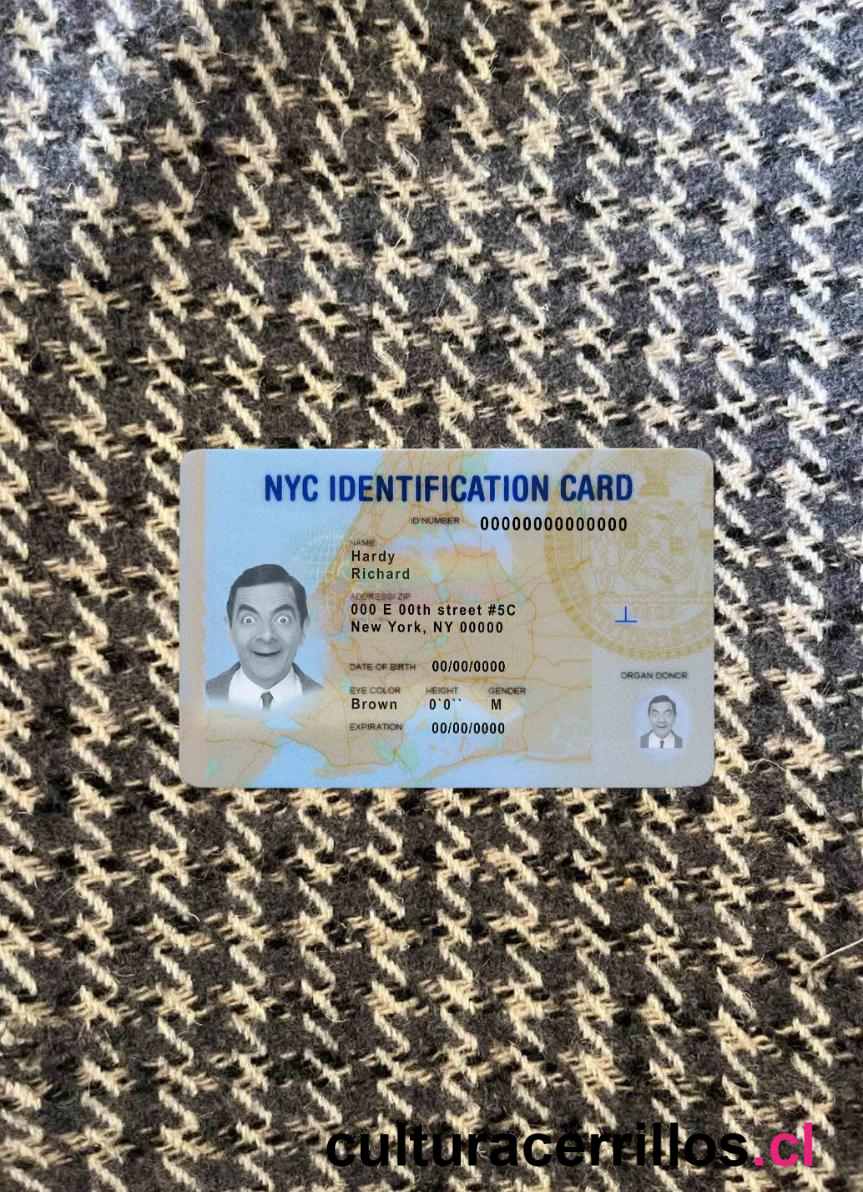 NYC IDENTIFICATION CARD
ID NUMBER 00000000000000
NAME
Hardy
Richard
ADDRESS/ ZIP
000 E 00th street #5C
New York, NY 00000
DATE OF BIRTH 00/00/0000
ORGAN DONOR
EYE COLOR HEIGHT GENDER
Brown 0`0`` M
EXPIRATION 00/00/0000
culturacerrillos.cl